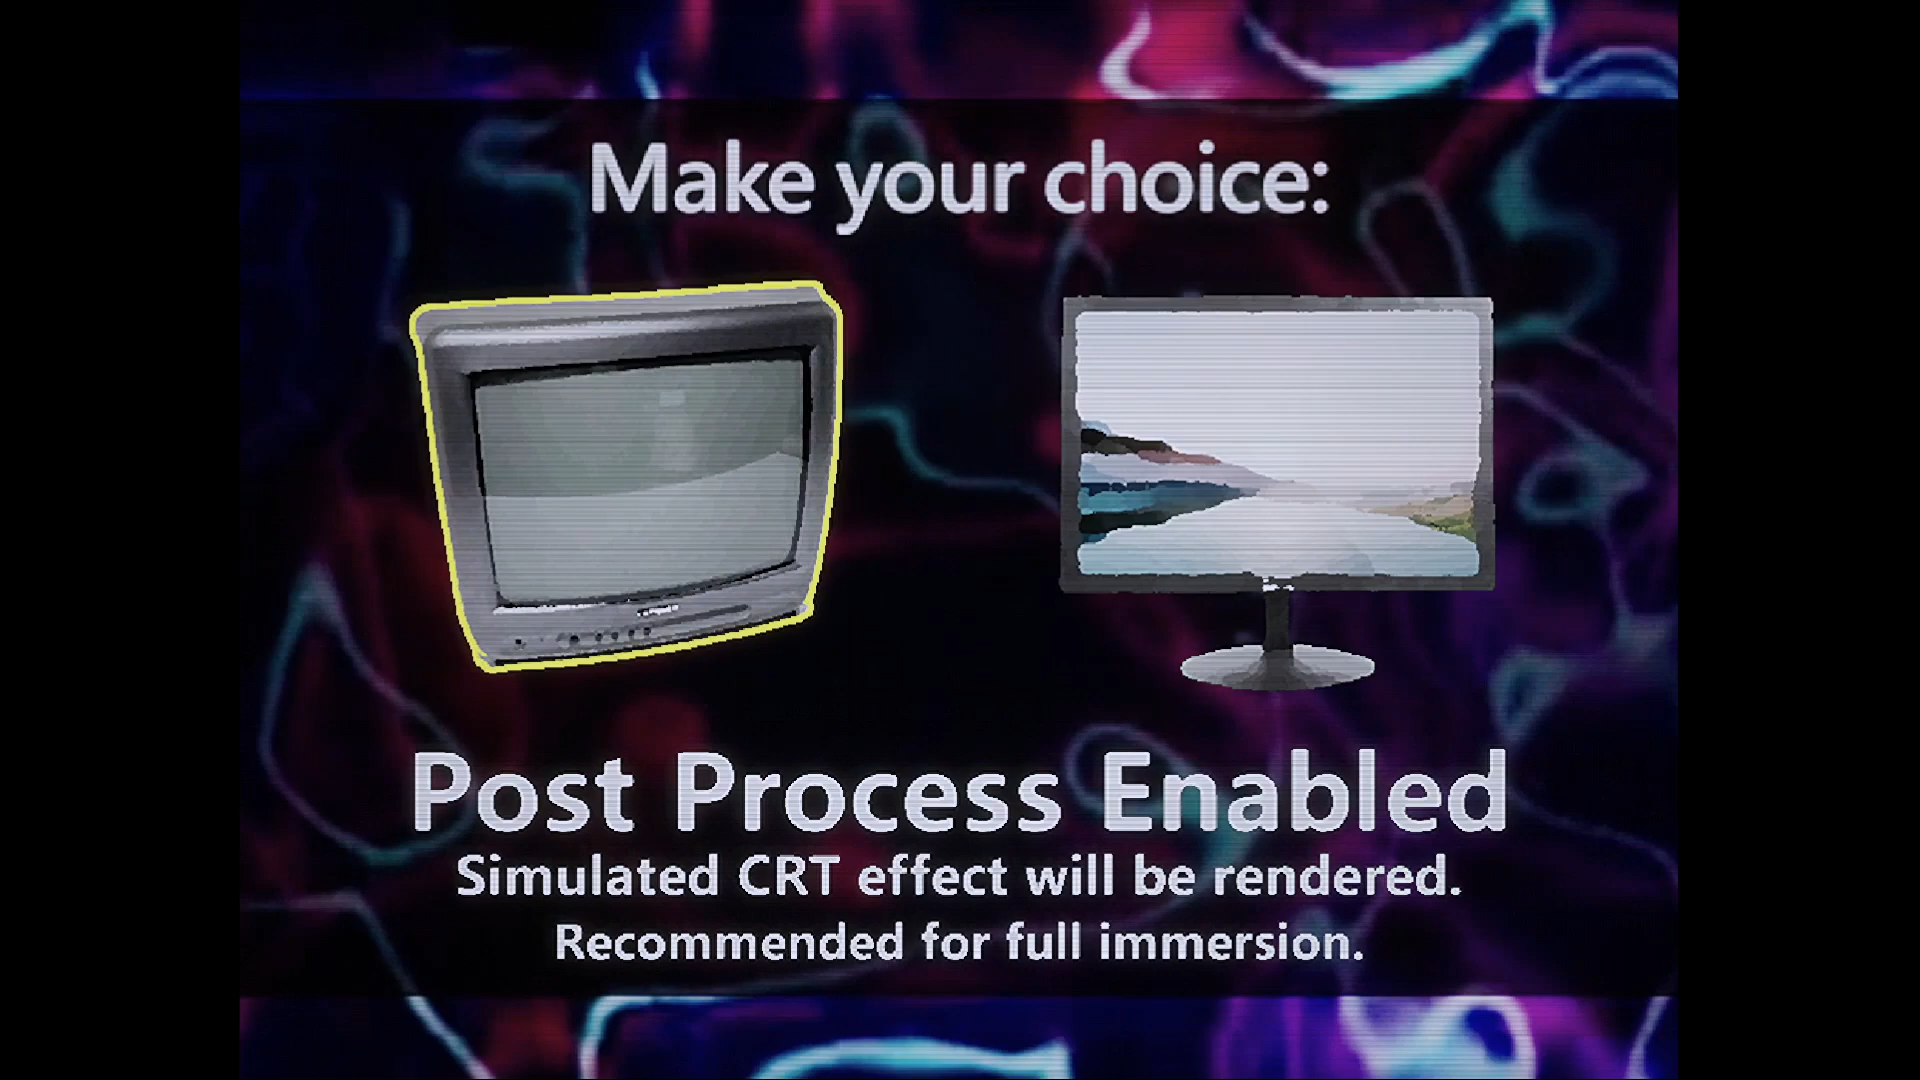 Make your choice:
Post Process Enabled
Simulated CRT effect will be rendered.
Recommended for full immersion.